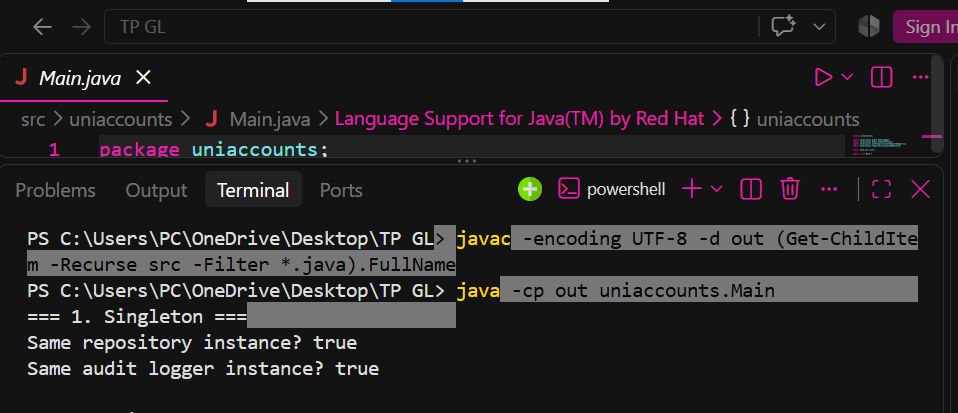 TP GL
Sign In
Main.java
src > uniaccounts > Main.java > Language Support for Java(TM) by Red Hat > { } uniaccounts
1 package uniaccounts;
Problems Output Terminal Ports powershell
PS C:\Users\PC\OneDrive\Desktop\TP GL> javac -encoding UTF-8 -d out (Get-ChildIte
m -Recurse src -Filter *.java).FullName
PS C:\Users\PC\OneDrive\Desktop\TP GL> java -cp out uniaccounts.Main
=== 1. Singleton ===
Same repository instance? true
Same audit logger instance? true